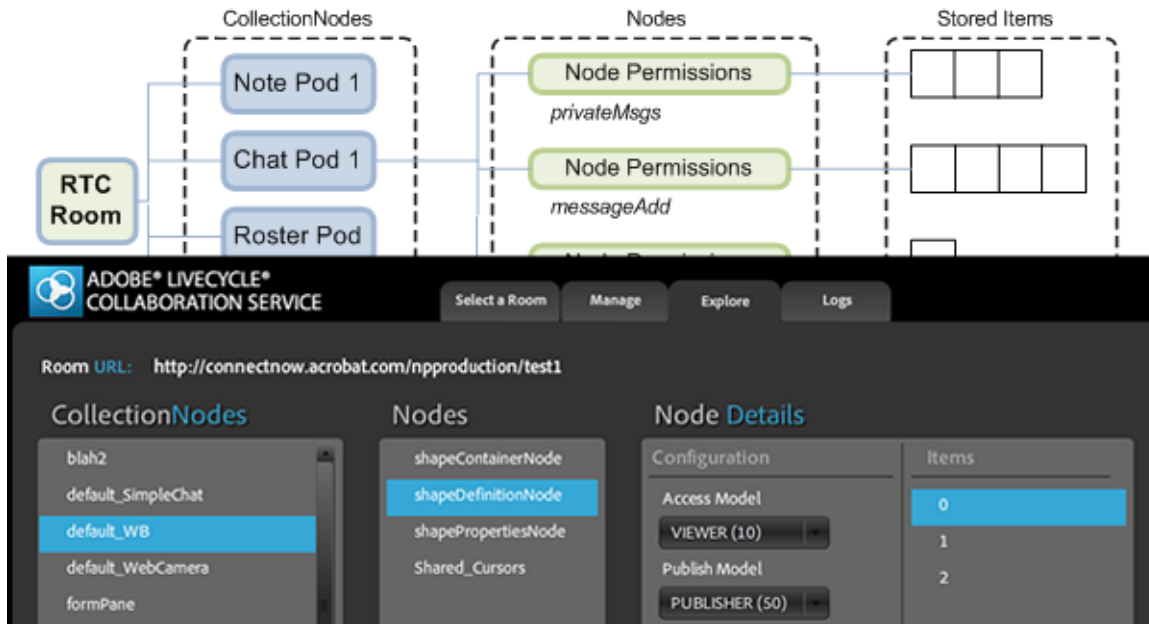 CollectionNodes
Nodes
Stored Items
Note Pod 1
Node Permissions
privateMsgs
Chat Pod 1
Node Permissions
messageAdd
RTC
Room
Roster Pod
ADOBE® LIVECYCLE®
COLLABORATION SERVICE
Select a Room
Manage
Explore
Logs
Room URL: http://connectnow.acrobat.com/npproduction/test1
CollectionNodes
Nodes
Node Details
blah2
default_SimpleChat
default_WB
default_WebCamera
formPane
shapeContainerNode
shapeDefinitionNode
shapePropertiesNode
Shared_Cursors
Configuration
Access Model
VIEWER (10)
Publish Model
PUBLISHER (50)
Items
0
1
2